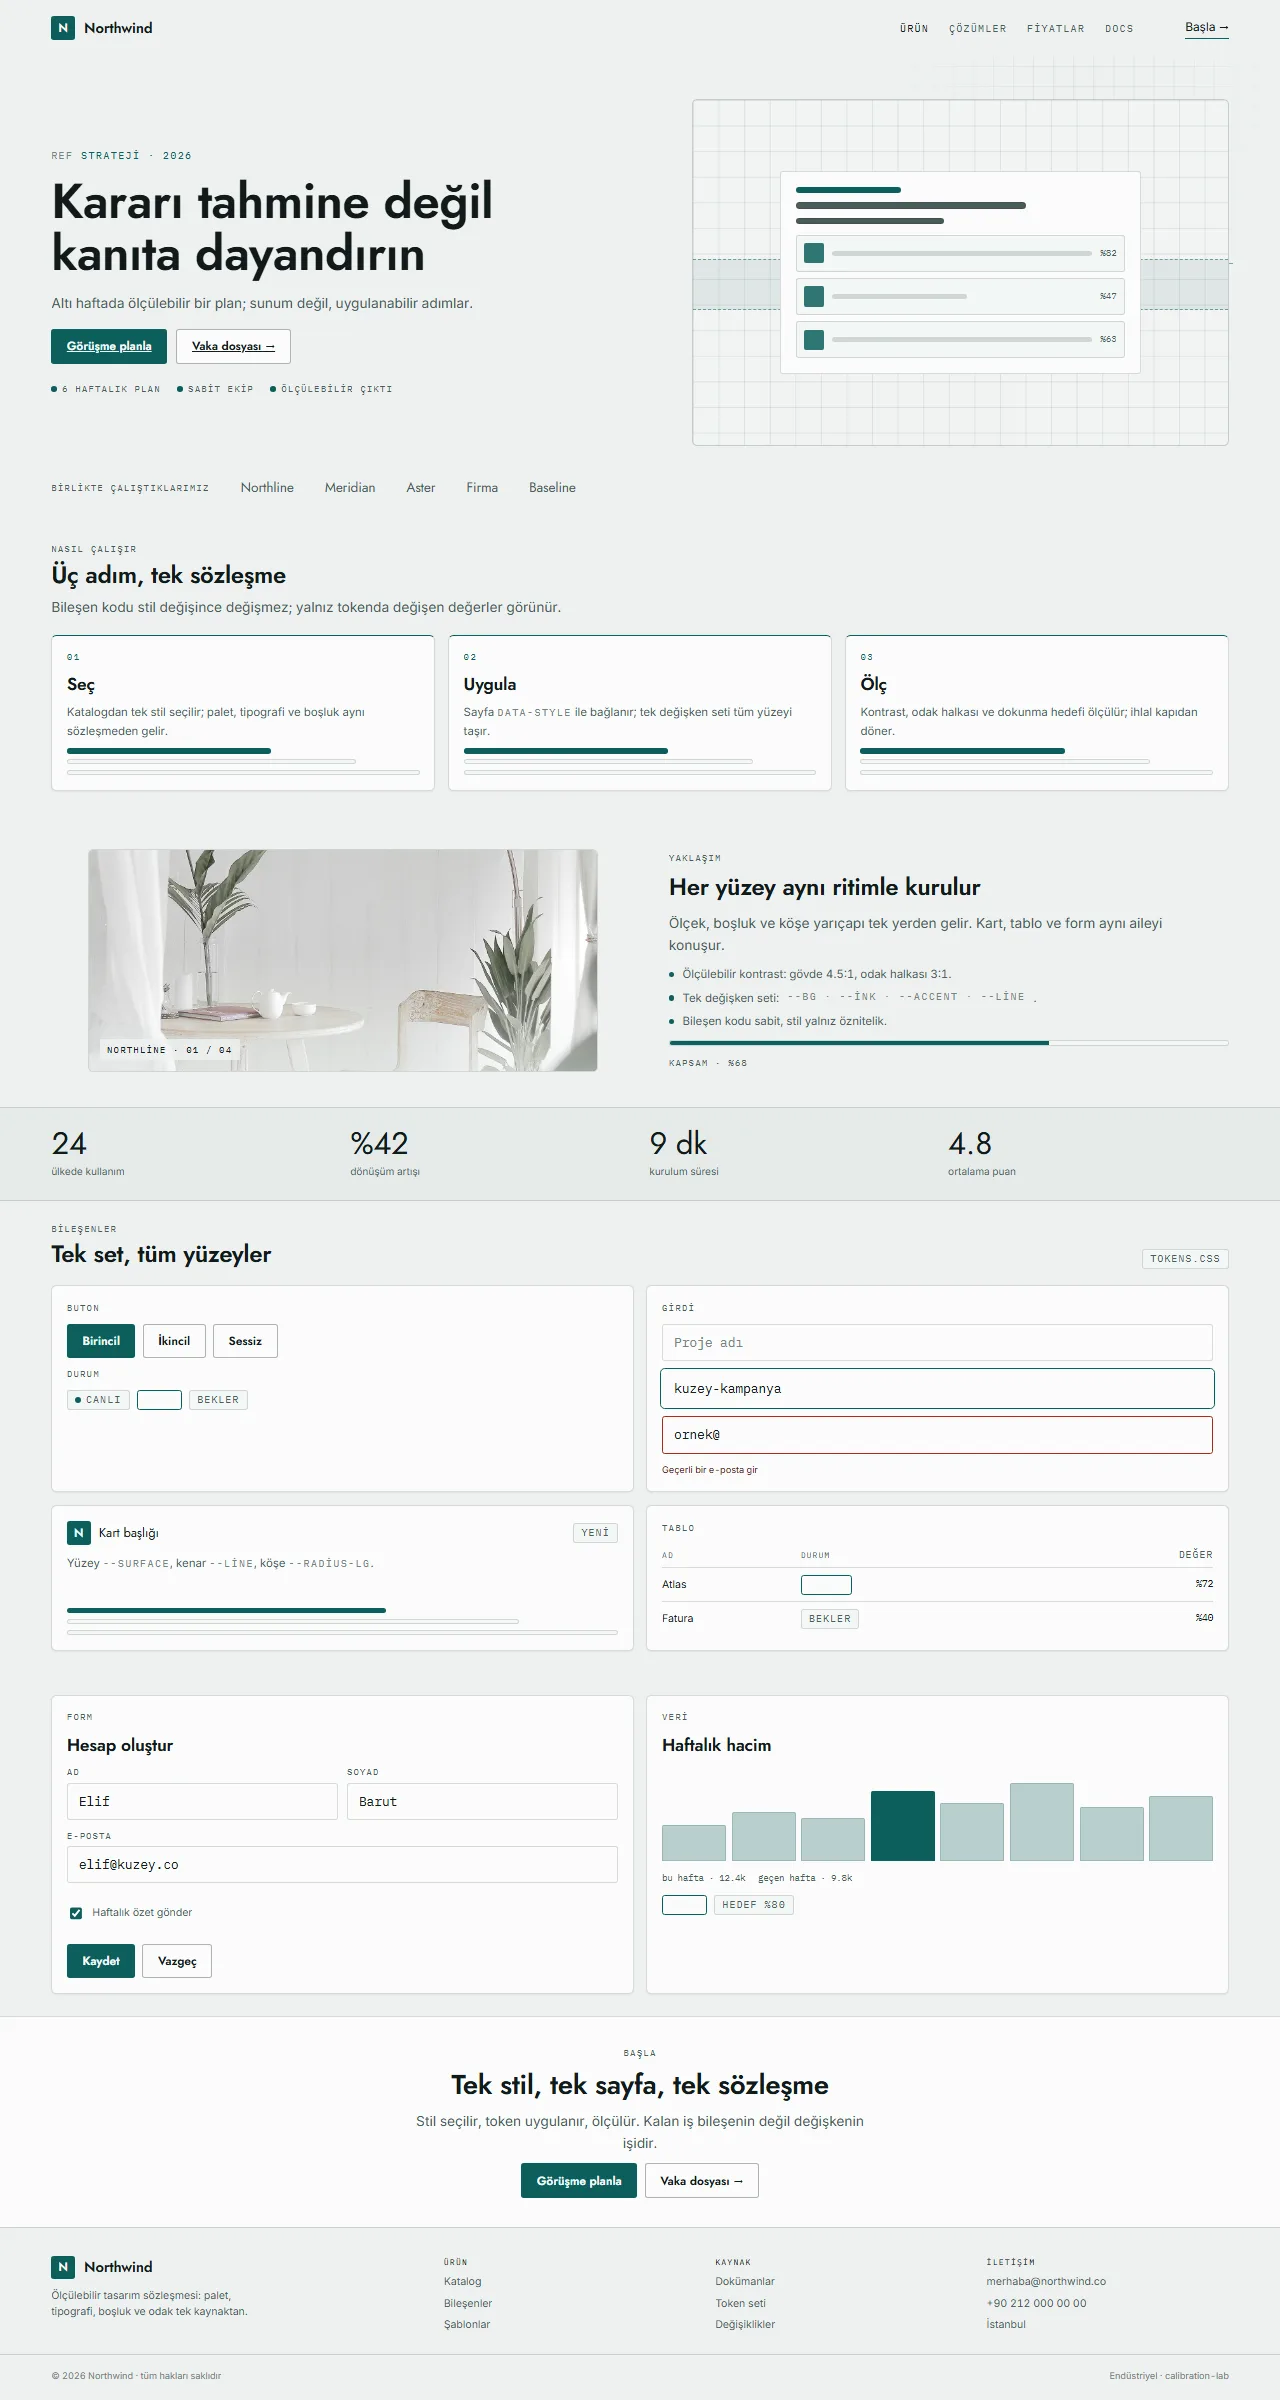 N Northwind
ÜRÜN ÇÖZÜMLER FİYATLAR DOCS Başla →
REF STRATEJİ · 2026
Kararı tahmine değil
kanıta dayandırın
Altı haftada ölçülebilir bir plan; sunum değil, uygulanabilir adımlar.
Görüşme planla Vaka dosyası →
6 HAFTALIK PLAN SABİT EKİP ÖLÇÜLEBİLİR ÇIKTI
%82
%47
%63
BİRLİKTE ÇALIŞTIKLARIMIZ Northline Meridian Aster Firma Baseline
NASIL ÇALIŞIR
Üç adım, tek sözleşme
Bileşen kodu stil değişince değişmez; yalnız tokenda değişen değerler görünür.
01
Seç
Katalogdan tek stil seçilir; palet, tipografi ve boşluk aynı
sözleşmeden gelir.
02
Uygula
Sayfa DATA-STYLE ile bağlanır; tek değişken seti tüm yüzeyi
taşır.
03
Ölç
Kontrast, odak halkası ve dokunma hedefi ölçülür; ihlal kapıdan
döner.
NORTHLİNE · 01 / 04
YAKLAŞIM
Her yüzey aynı ritimle kurulur
Ölçek, boşluk ve köşe yarıçapı tek yerden gelir. Kart, tablo ve form aynı aileyi
konuşur.
Ölçülebilir kontrast: gövde 4.5:1, odak halkası 3:1.
Tek değişken seti: --BG · --İNK · --ACCENT · --LİNE .
Bileşen kodu sabit, stil yalnız öznitelik.
KAPSAM · %68
24
ülkede kullanım
%42
dönüşüm artışı
9 dk
kurulum süresi
4.8
ortalama puan
BİLEŞENLER
Tek set, tüm yüzeyler
TOKENS.CSS
BUTON
Birincil İkincil Sessiz
DURUM
CANLI BEKLER
GİRDİ
Proje adı
kuzey-kampanya
ornek@
Geçerli bir e-posta gir
N Kart başlığı YENİ
Yüzey --SURFACE, kenar --LİNE, köşe --RADİUS-LG.
TABLO
AD DURUM DEĞER
Atlas %72
Fatura BEKLER %40
FORM
Hesap oluştur
AD SOYAD
Elif Barut
E-POSTA
elif@kuzey.co
Haftalık özet gönder
Kaydet Vazgeç
VERİ
Haftalık hacim
bu hafta · 12.4k geçen hafta · 9.8k
HEDEF %80
BAŞLA
Tek stil, tek sayfa, tek sözleşme
Stil seçilir, token uygulanır, ölçülür. Kalan iş bileşenin değil değişkenin
işidir.
Görüşme planla Vaka dosyası →
N Northwind
Ölçülebilir tasarım sözleşmesi: palet,
tipografi, boşluk ve odak tek kaynaktan.
ÜRÜN
Katalog
Bileşenler
Şablonlar
KAYNAK
Dokümanlar
Token seti
Değişiklikler
İLETİŞİM
merhaba@northwind.co
+90 212 000 00 00
İstanbul
© 2026 Northwind · tüm hakları saklıdır
Endüstriyel · calibration-lab